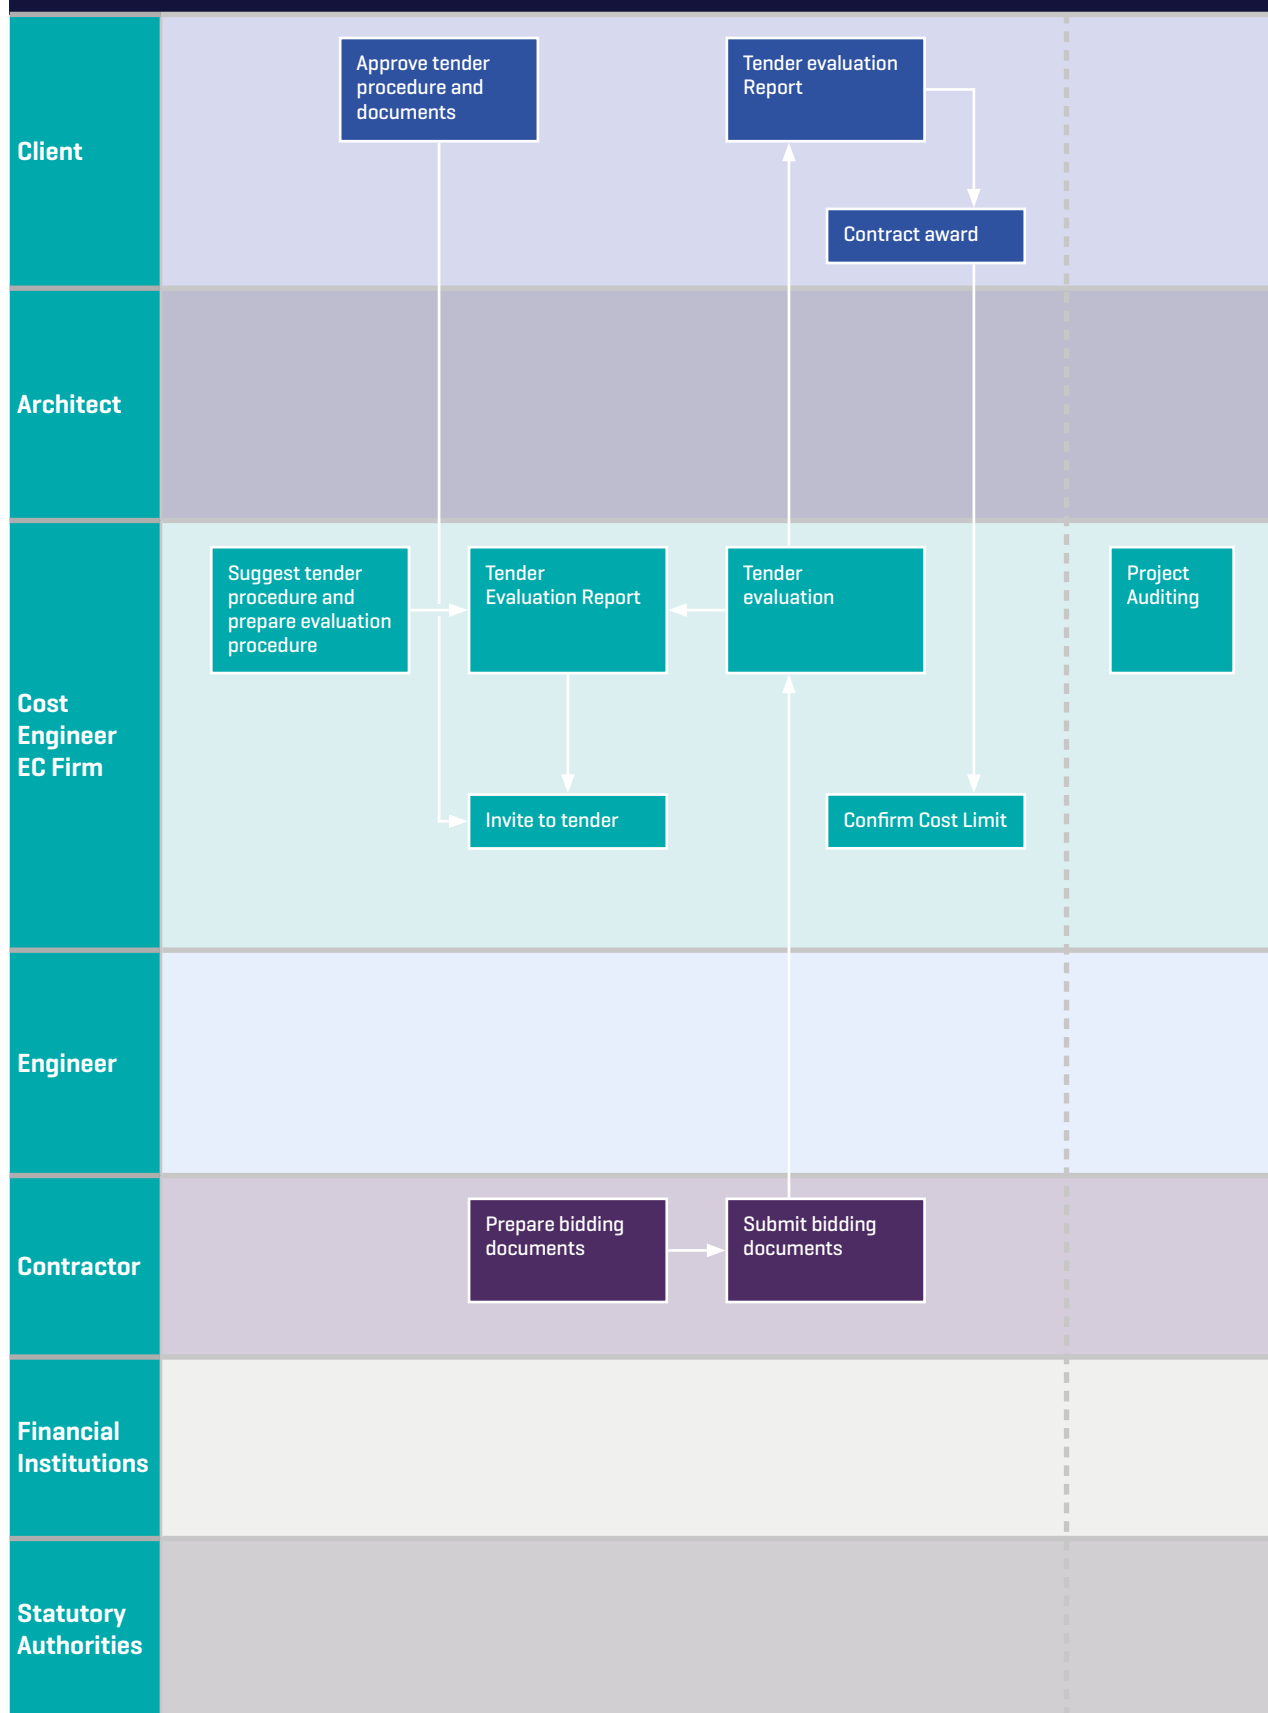 Client
Approve tender
procedure and
documents
Tender evaluation
Report
Contract award
Architect
Cost
Engineer
EC Firm
Suggest tender
procedure and
prepare evaluation
procedure
Tender
Evaluation Report
Tender
evaluation
Project
Auditing
Invite to tender
Confirm Cost Limit
Engineer
Contractor
Prepare bidding
documents
Submit bidding
documents
Financial
Institutions
Statutory
Authorities